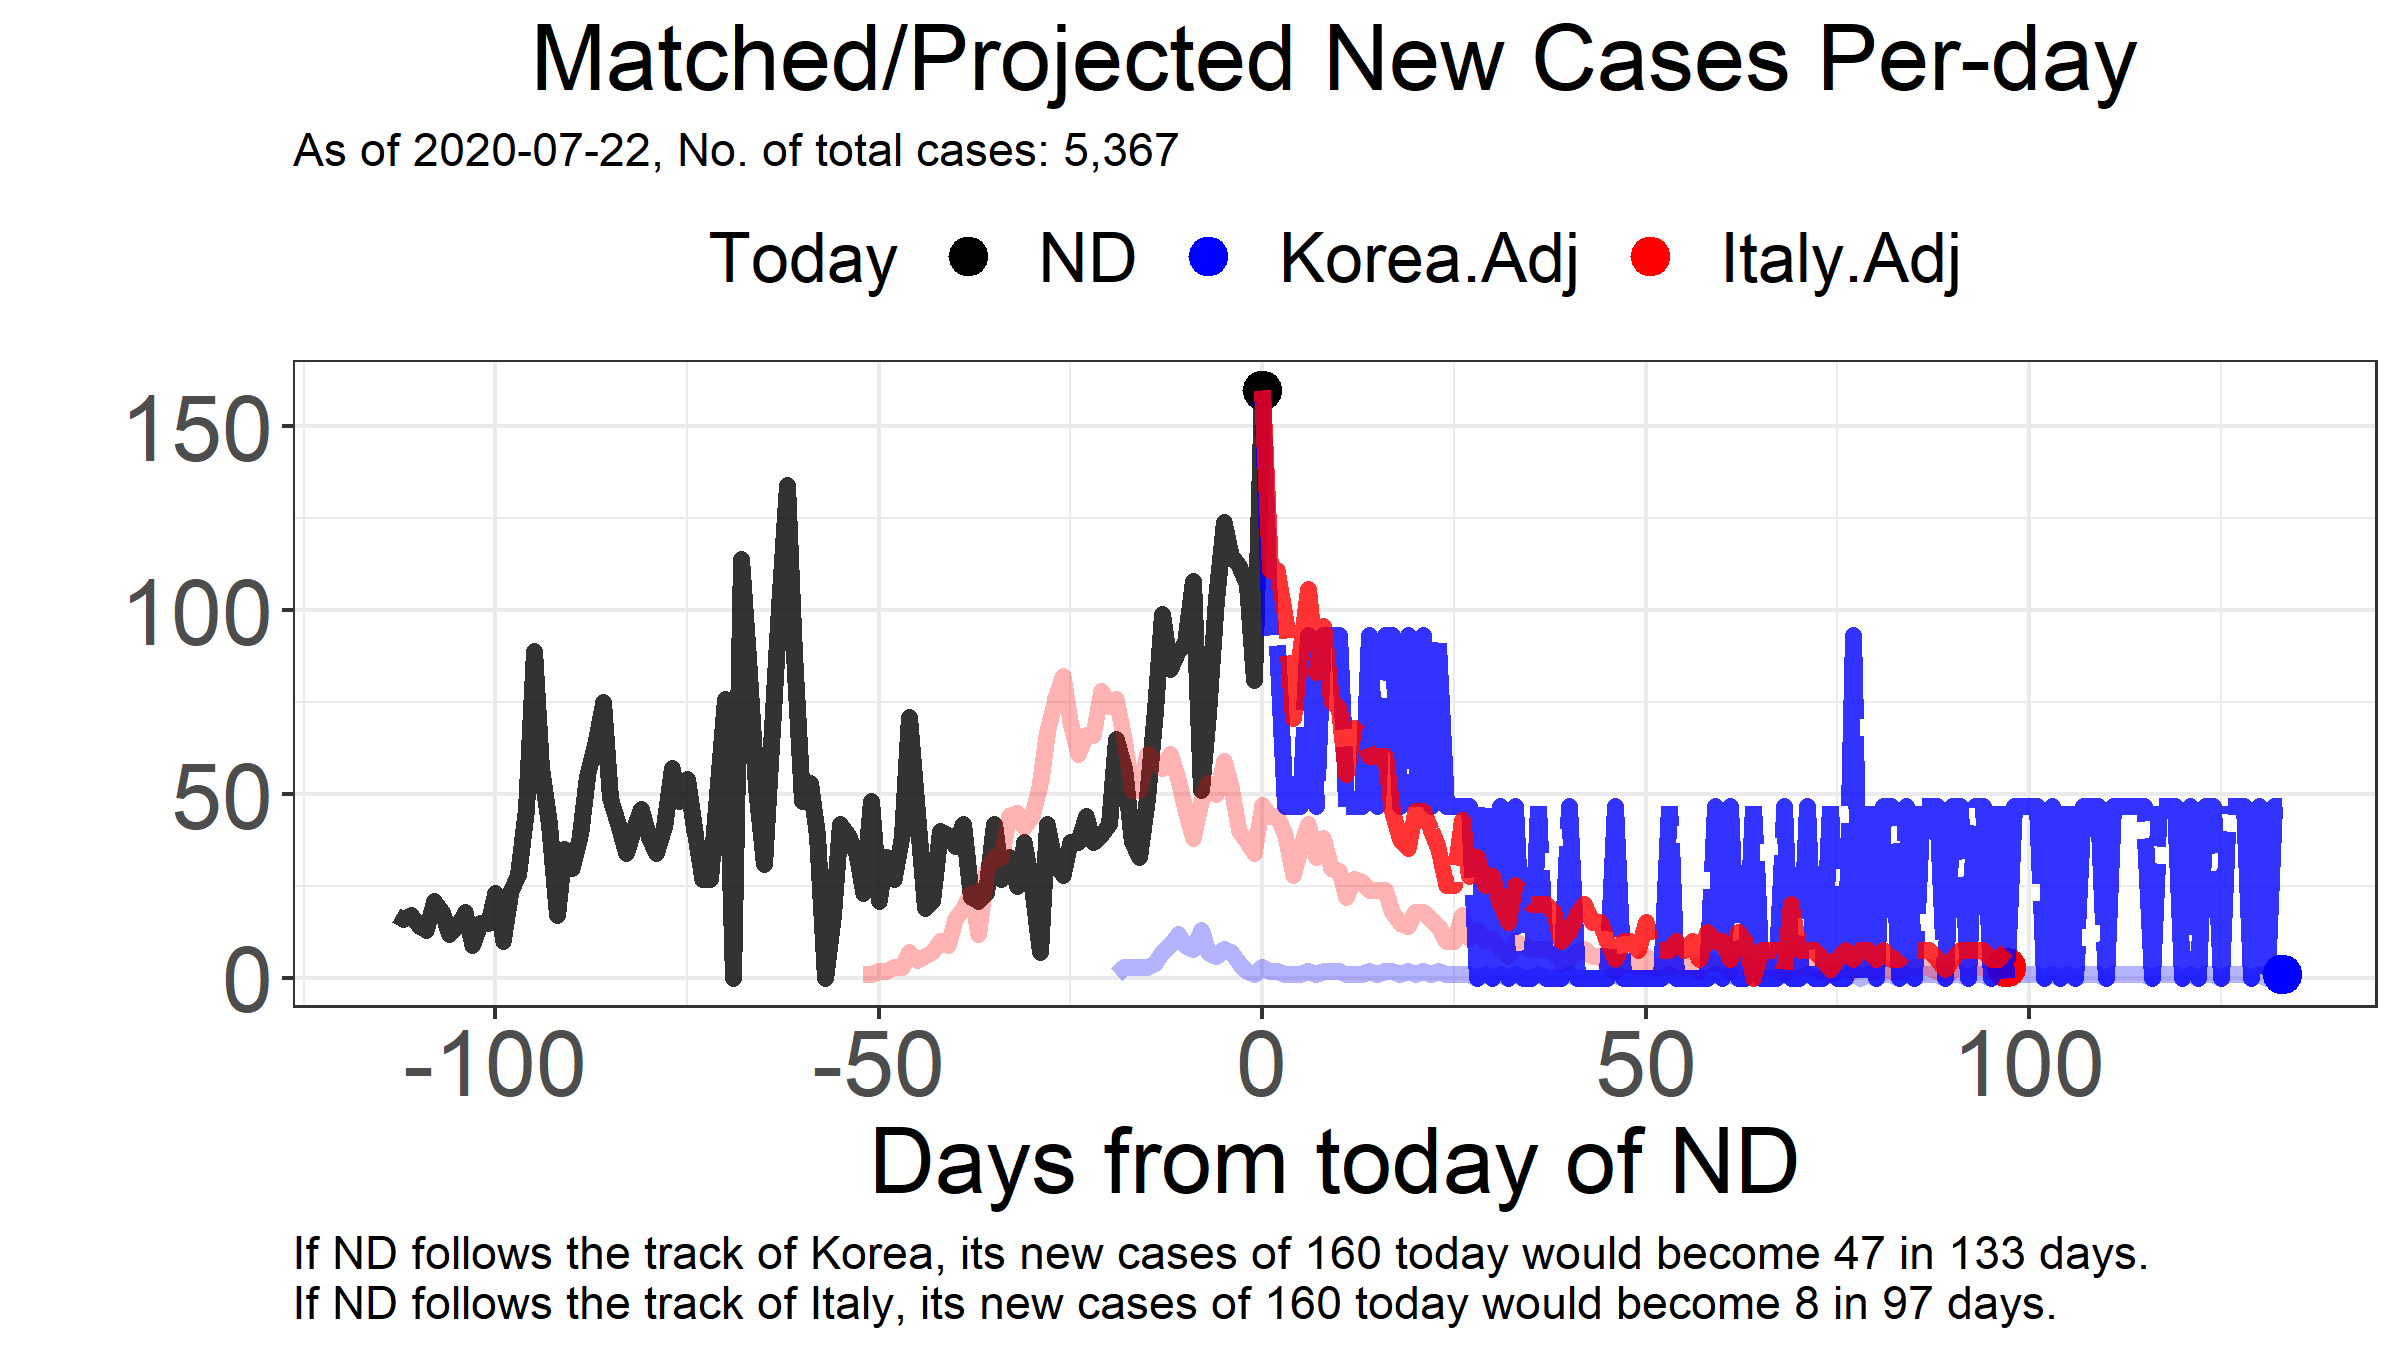 Matched/Projected New Cases Per-day
As of 2020-07-22, No. of total cases: 5,367
Today ND Korea.Adj Italy.Adj
150
100
50
0
-100 -50 0 50 100
Days from today of ND
If ND follows the track of Korea, its new cases of 160 today would become 47 in 133 days.
If ND follows the track of Italy, its new cases of 160 today would become 8 in 97 days.